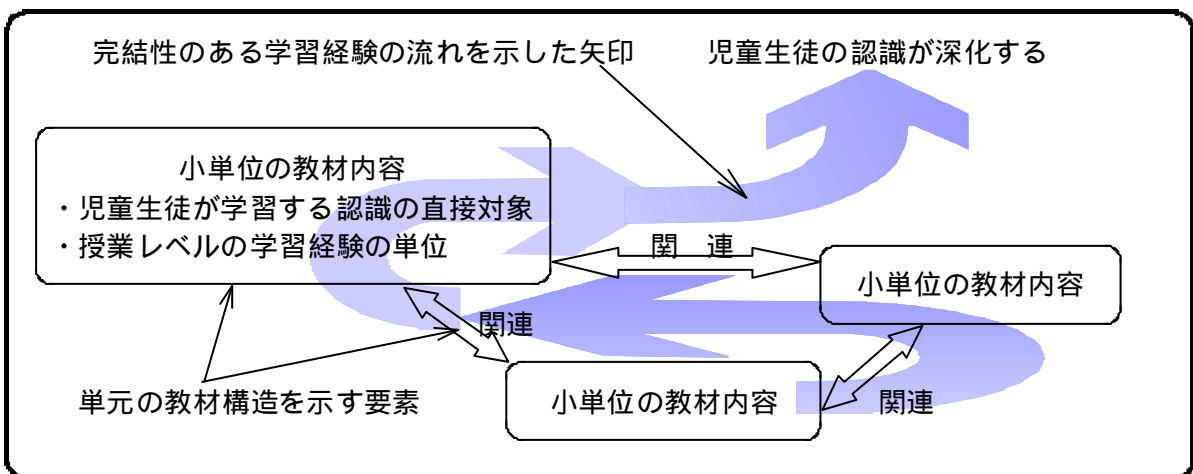 完結性のある学習経験の流れを示した矢印
児童生徒の認識が深化する
小単位の教材内容
・児童生徒が学習する認識の直接対象
・授業レベルの学習経験の単位
関 連
小単位の教材内容
関連
単元の教材構造を示す要素
小単位の教材内容
関連